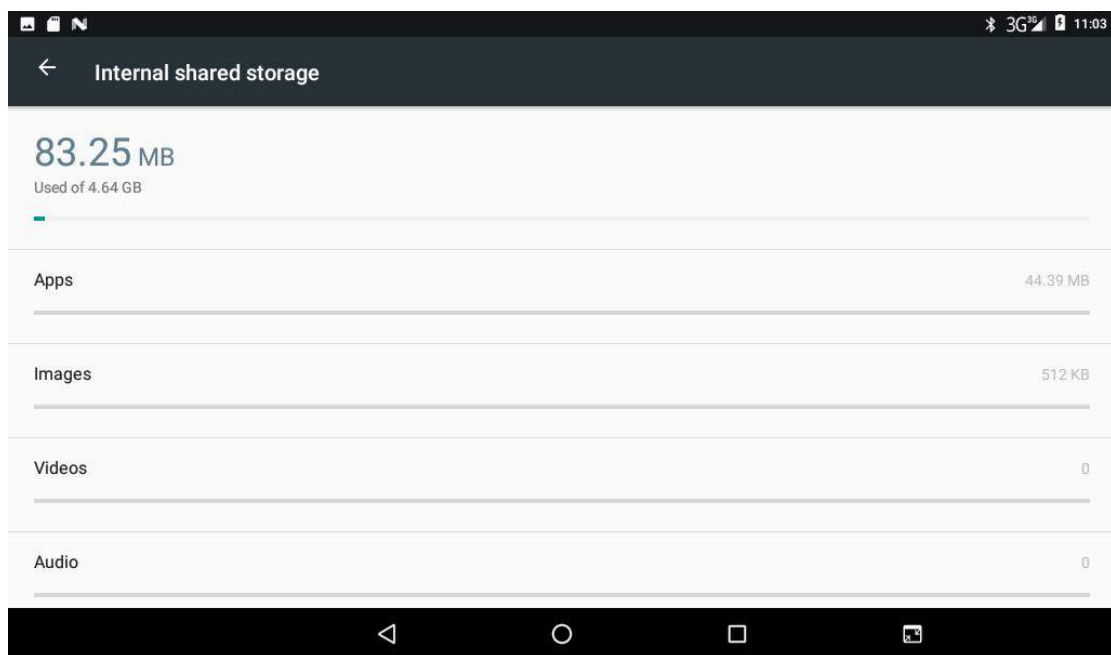 3G 3G 11:03
Internal shared storage
83.25 MB
Used of 4.64 GB
Apps 44.39 MB
Images 512 KB
Videos 0
Audio 0